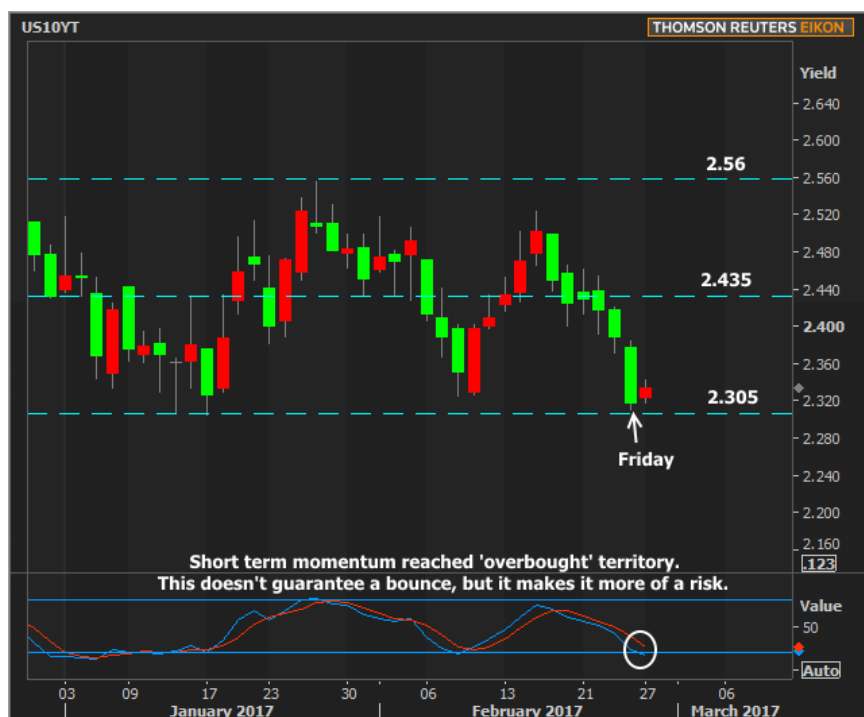 US10YT
THOMSON REUTERS EIKON
Yield
2.640
2.600
2.56
2.560
2.520
2.480
2.435
2.440
2.400
2.360
2.305
2.320
2.280
Friday
2.240
2.200
2.160
Short term momentum reached 'overbought' territory.
.123
This doesn't guarantee a bounce, but it makes it more of a risk.
Value
50
Auto
03 09 17 23 30 06 13 21 27 06
January 2017 February 2017 March 2017